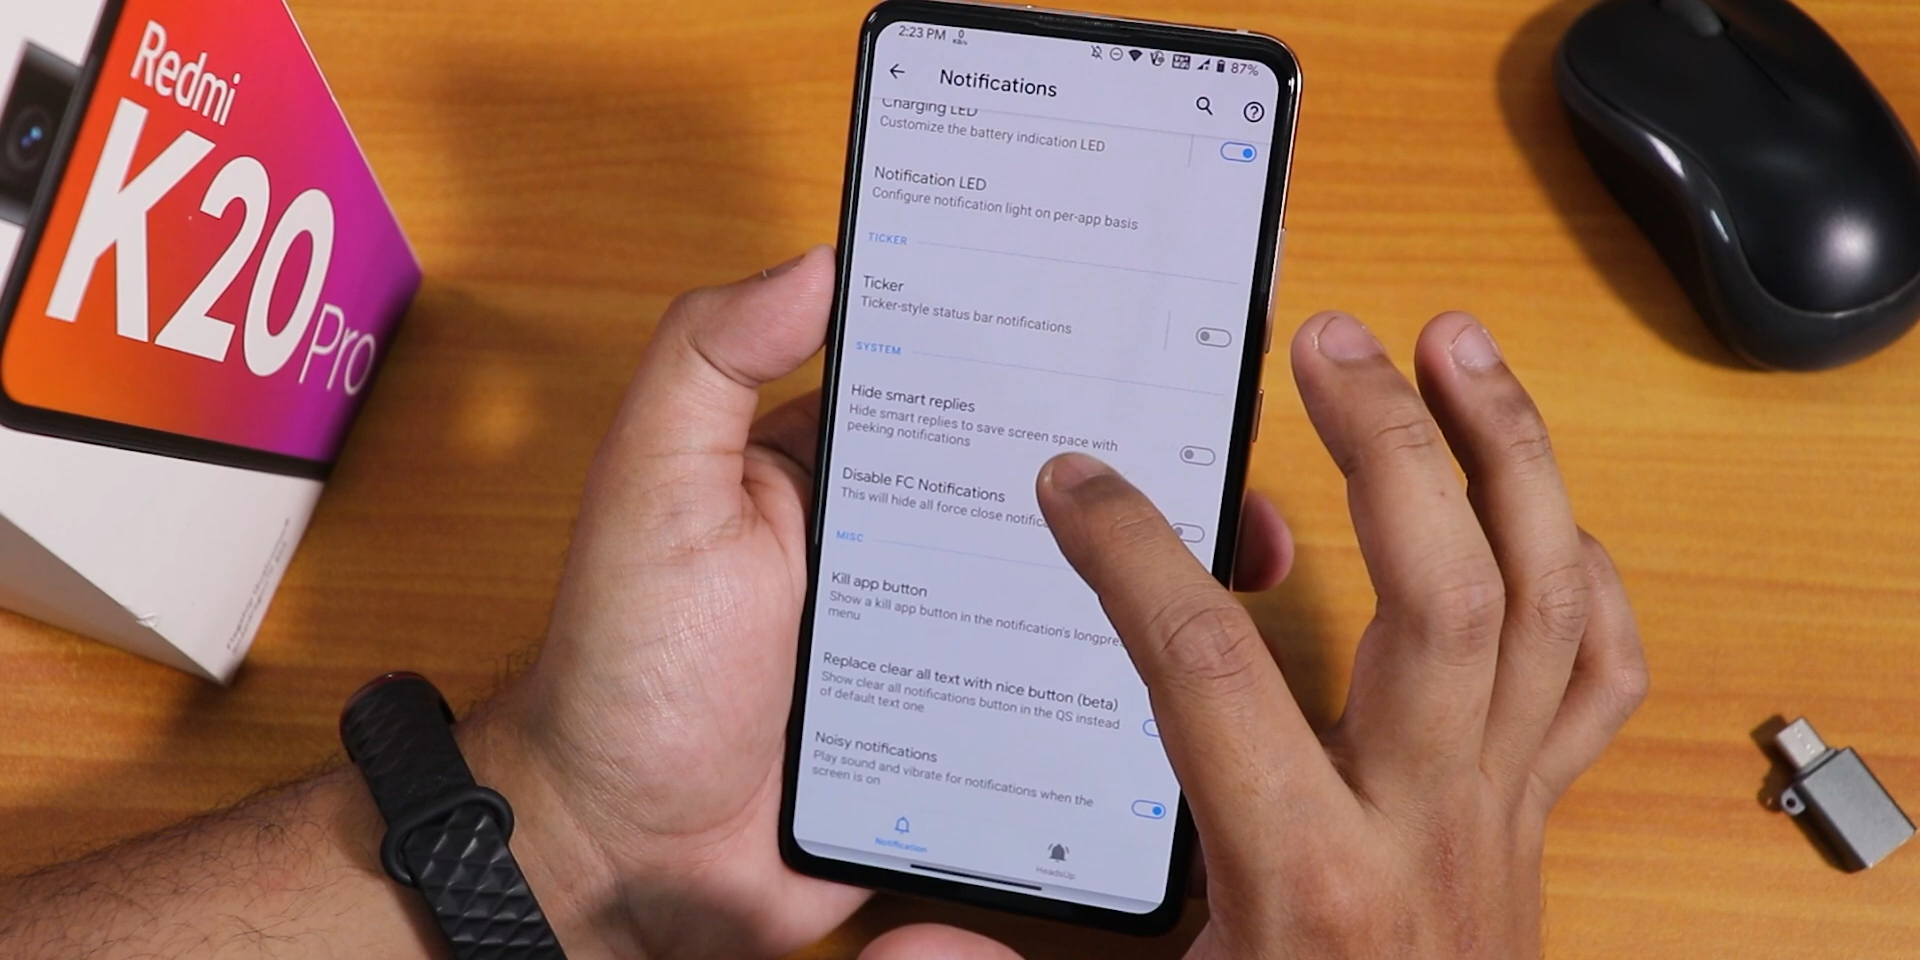 Redmi
K20 Pro
2:23 PM
87%
Notifications
Charging LED
Customize the battery indication LED
Notification LED
Configure notification light on per-app basis
TICKER
Ticker
Ticker-style status bar notifications
SYSTEM
Hide smart replies
Hide smart replies to save screen space with
peeking notifications
Disable FC Notifications
This will hide all force close
MISC
Kill app button
Show a kill app button in the notification's
menu
Replace clear all text with nice button (beta)
Show clear all notifications button in the QS instead
of default text one
Noisy notifications
Play sound and vibrate for notifications when the
screen is on
Notification
HeadsUp